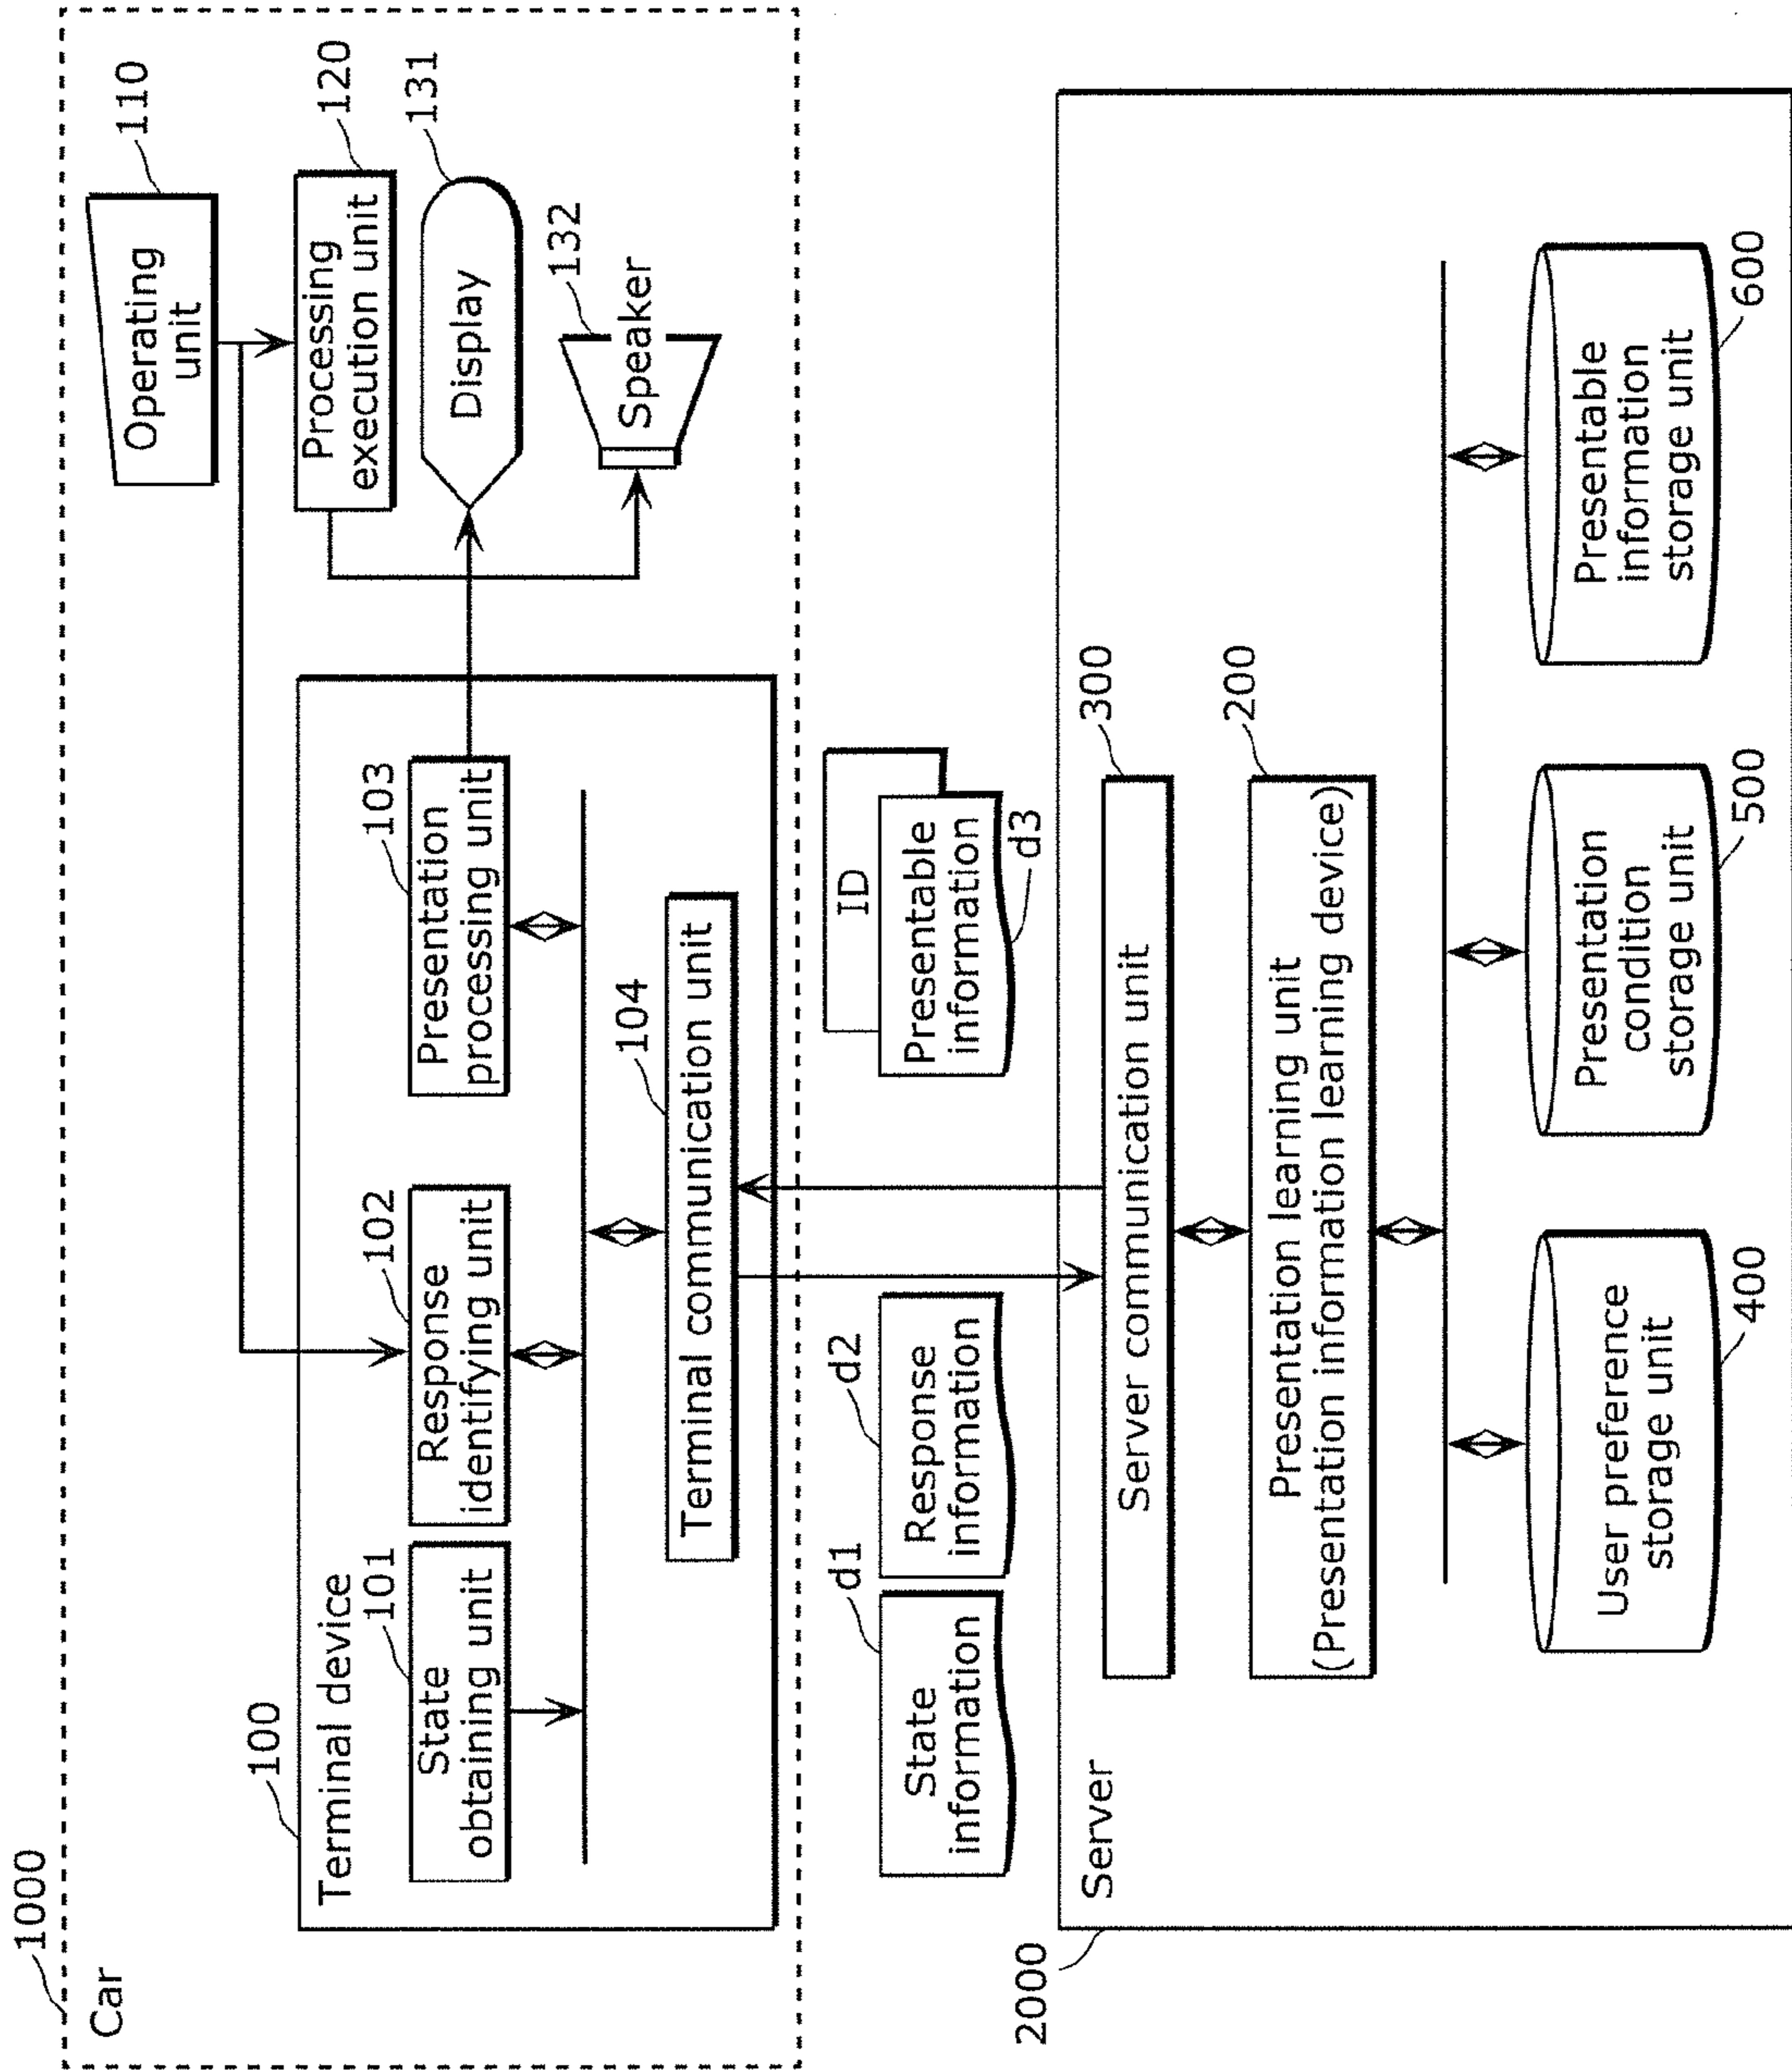 1000
Car
100
Terminal device
101
State
obtaining unit
102
Response
identifying unit
103
Presentation
processing unit
104
Terminal communication unit
110
Operating
unit
120
Processing
execution unit
131
Display
132
Speaker
d1
State
information
d2
Response
information
ID
Presentable
information
d3
2000
Server
300
Server communication unit
200
Presentation learning unit
(Presentation information learning device)
User preference
storage unit
400
Presentation
condition
storage unit
500
Presentable
information
storage unit
600